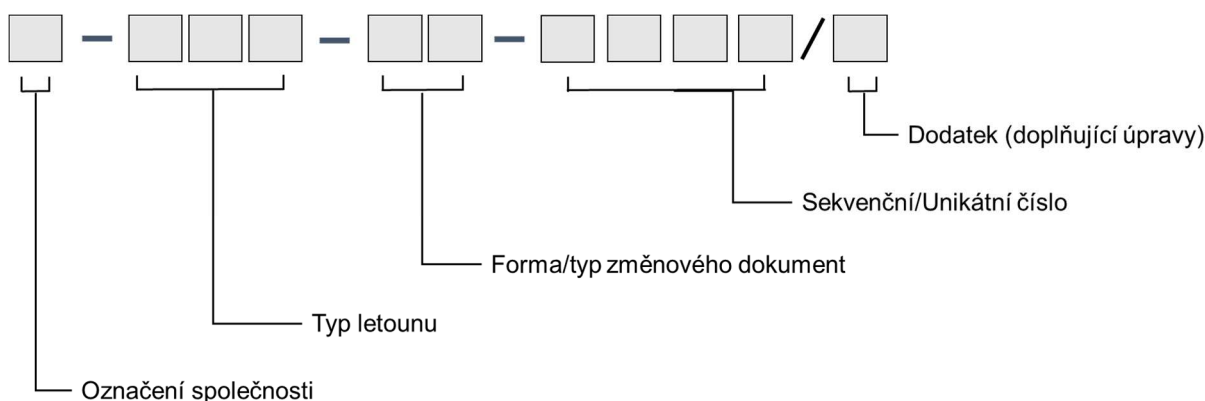 Dodatek (doplňující úpravy)
Sekvenční/Unikátní číslo
Forma/typ změnového dokument
Typ letounu
Označení společnosti